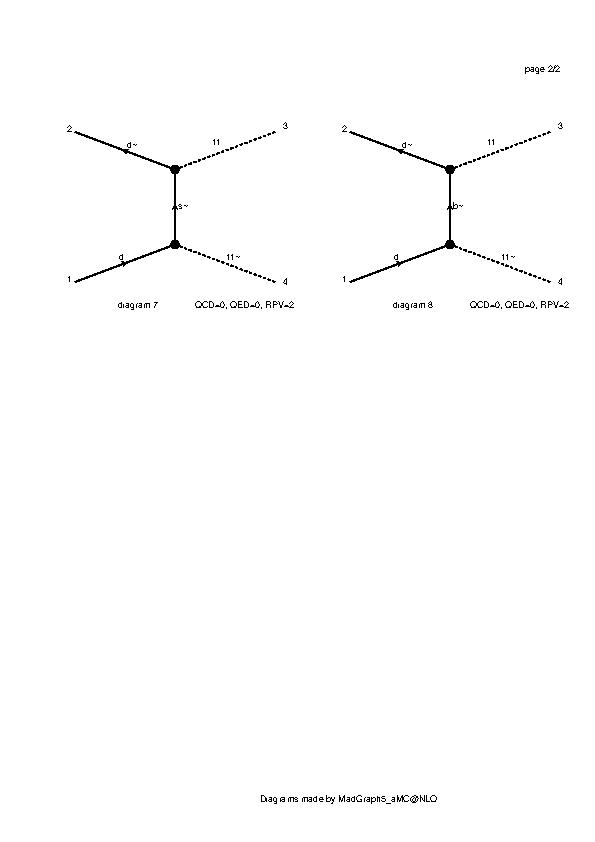 page 2/2
2 d~ 11 3
s~
1 d 11~ 4
diagram 7 QCD=0, QED=0, RPV=2
2 d~ 11 3
b~
1 d 11~ 4
diagram 8 QCD=0, QED=0, RPV=2
Diagrams made by MadGraph5_aMC@NLO